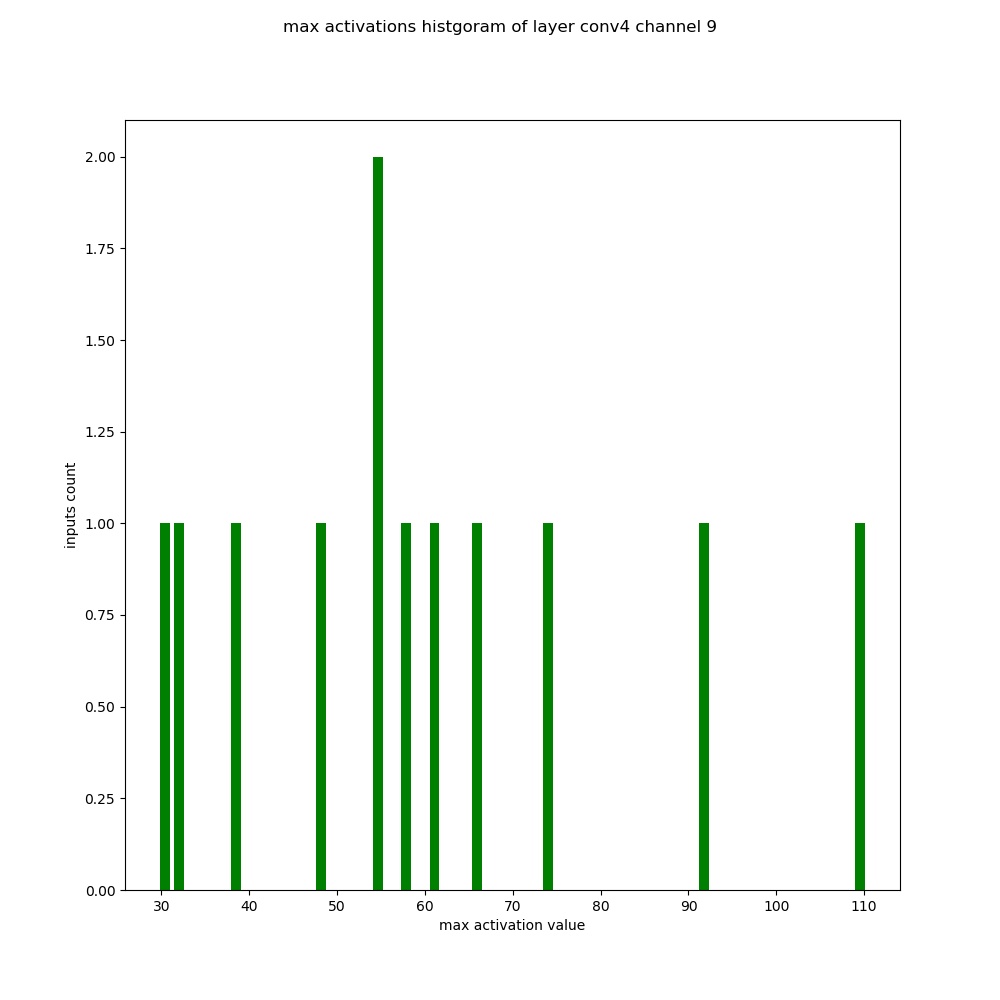 max activations histgoram of layer conv4 channel 9
2.00
1.75
1.50
1.25
1.00
0.75
0.50
0.25
0.00
inputs count
30 40 50 60 70 80 90 100 110
max activation value